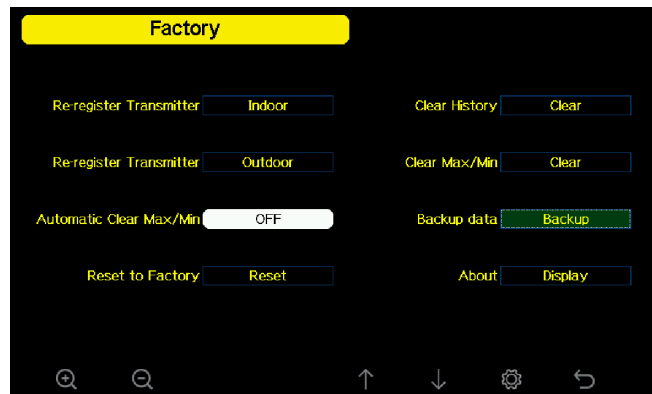 Factory
Re-register Transmitter Indoor Clear History Clear
Re-register Transmitter Outdoor Clear Max/Min Clear
Automatic Clear Max/Min OFF Backup data Backup
Reset to Factory Reset About Display